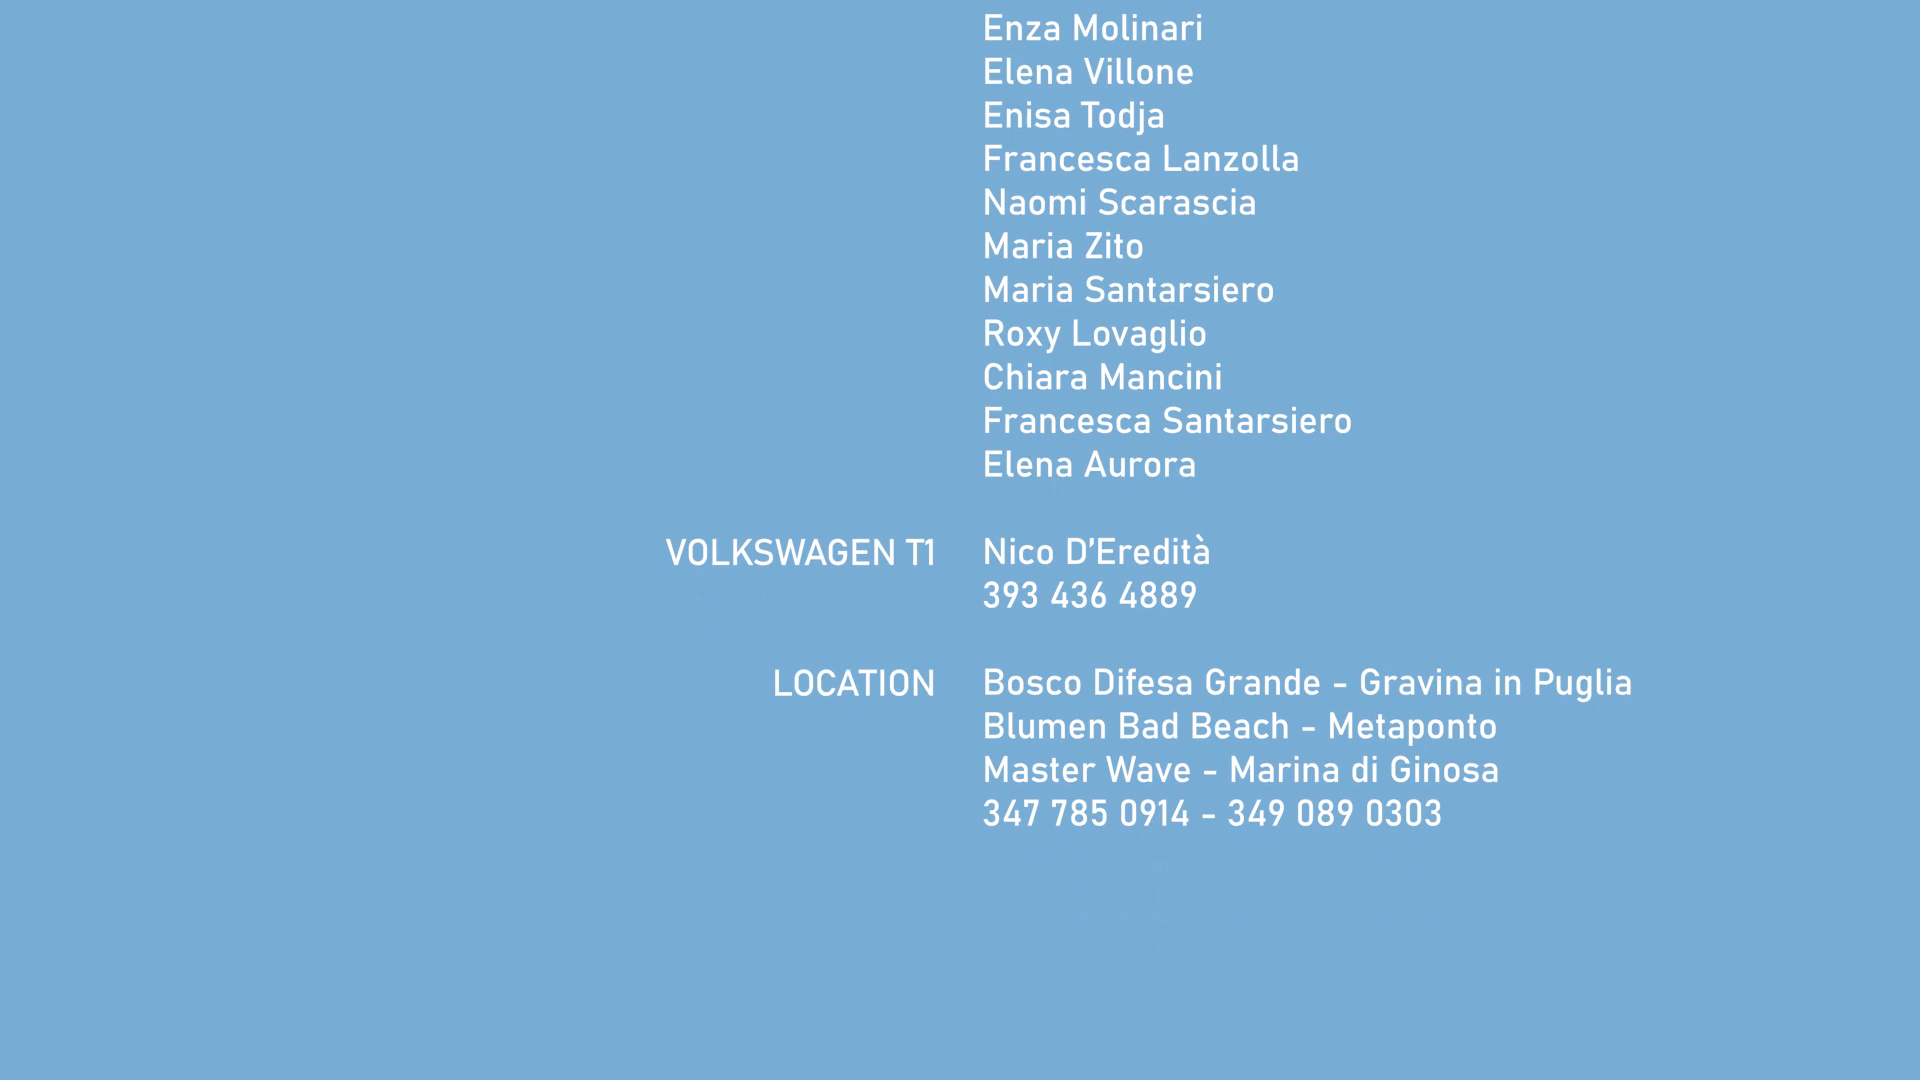 Enza Molinari
Elena Villone
Enisa Todja
Francesca Lanzolla
Naomi Scarascia
Maria Zito
Maria Santarsiero
Roxy Lovaglio
Chiara Mancini
Francesca Santarsiero
Elena Aurora
VOLKSWAGEN T1 Nico D’Eredità
393 436 4889
LOCATION Bosco Difesa Grande - Gravina in Puglia
Blumen Bad Beach - Metaponto
Master Wave - Marina di Ginosa
347 785 0914 - 349 089 0303